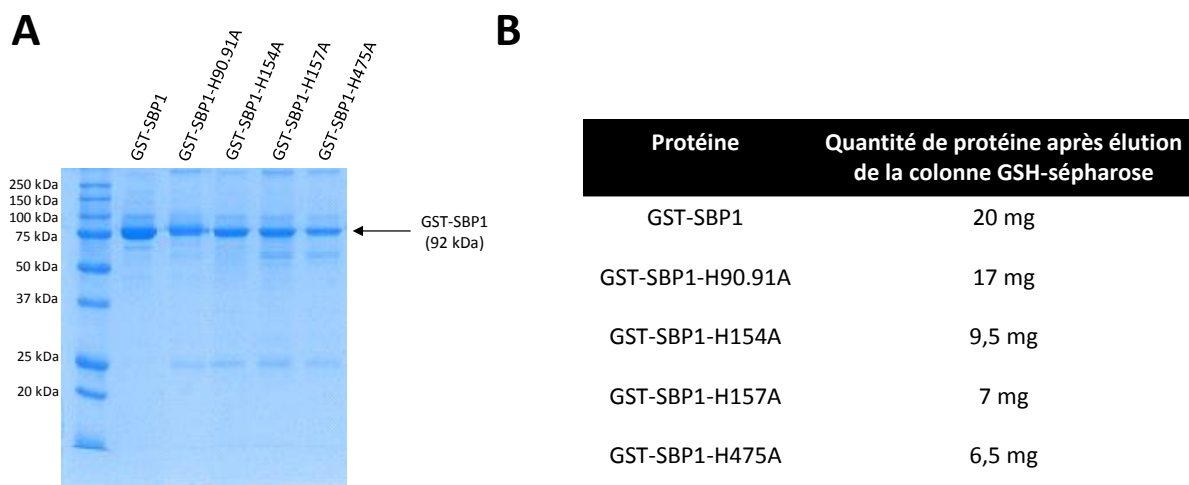 A
B
GST-SBP1
GST-SBP1-H90.91A
GST-SBP1-H154A
GST-SBP1-H157A
GST-SBP1-H475A
250 kDa
150 kDa
100 kDa
75 kDa
50 kDa
37 kDa
25 kDa
20 kDa
GST-SBP1
(92 kDa)
Protéine Quantité de protéine après élution
de la colonne GSH-sépharose
GST-SBP1 20 mg
GST-SBP1-H90.91A 17 mg
GST-SBP1-H154A 9,5 mg
GST-SBP1-H157A 7 mg
GST-SBP1-H475A 6,5 mg